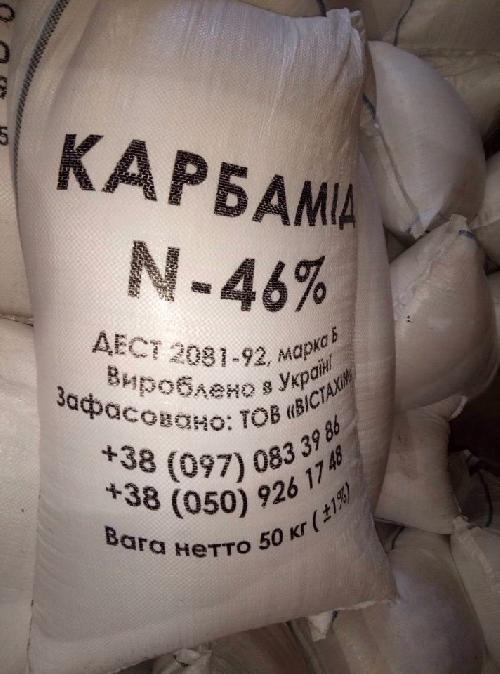 КАРБАМІД
N-46%
ДЕСТ 2081-92, марка Б
Вироблено в Україні
Зафасовано: ТОВ «ВІСТАХІМ»
+38 (097) 083 39 86
+38 (050) 926 17 48
Вага нетто 50 кг (±1%)